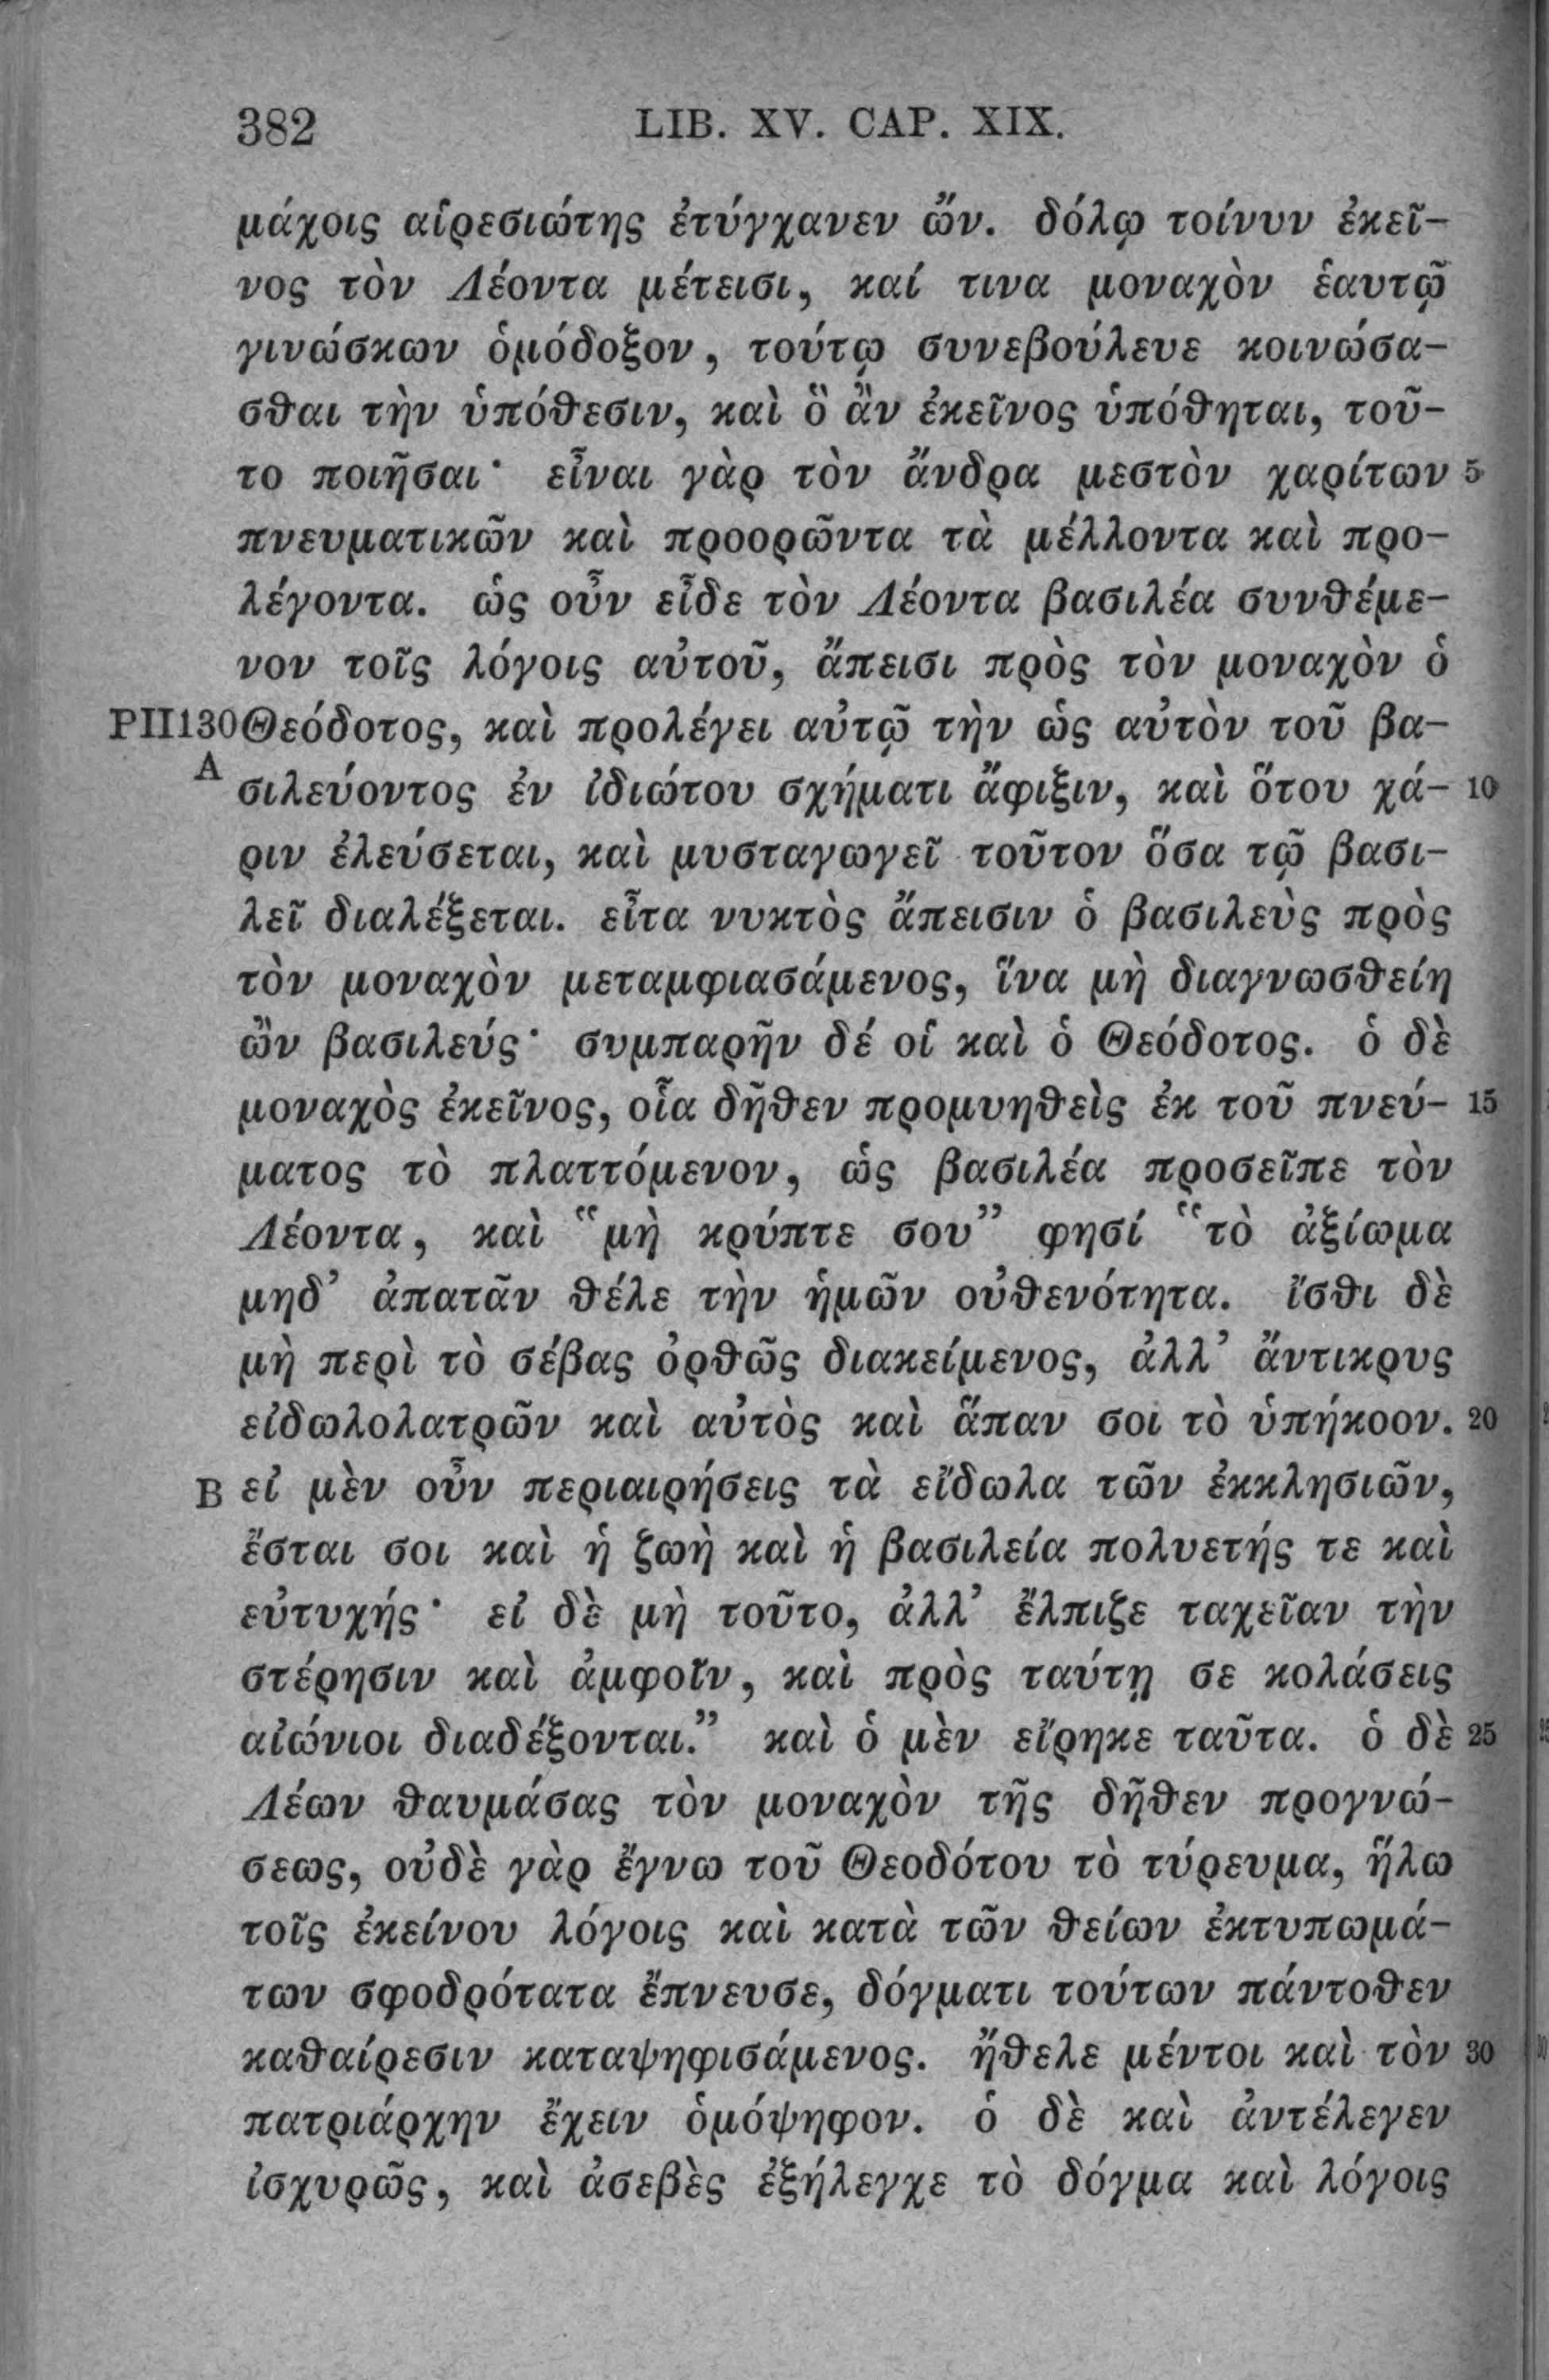 382 LIB. XV. CAP. XIX.
μάχοις αἱρεσιώτης ἐτύγχανεν ὤν. δόλῳ τοίνυν ἐκεῖ-
νος τὸν Λέοντα μέτεισι, καί τινα μοναχὸν ἑαυτῷ
γινώσκων ὁμόδοξον, τούτῳ συνεβούλευε κοινώσα-
σθαι τὴν ὑπόθεσιν, καὶ ὃ ἂν ἐκεῖνος ὑπόθηται, τοῦ-
το ποιῆσαι· εἶναι γὰρ τὸν ἄνδρα μεστὸν χαρίτων 5
πνευματικῶν καὶ προορῶντα τὰ μέλλοντα καὶ προ-
λέγοντα. ὡς οὖν εἶδε τὸν Λέοντα βασιλέα συνθέμε-
νον τοῖς λόγοις αὐτοῦ, ἄπεισι πρὸς τὸν μοναχὸν ὁ
PII130 Θεόδοτος, καὶ προλέγει αὐτῷ τὴν ὡς αὐτὸν τοῦ βα-
A σιλεύοντος ἐν ἰδιώτου σχήματι ἄφιξιν, καὶ ὅτου χά- 10
ριν ἐλεύσεται, καὶ μυσταγωγεῖ τοῦτον ὅσα τῷ βασι-
λεῖ διαλέξεται. εἶτα νυκτὸς ἄπεισιν ὁ βασιλεὺς πρὸς
τὸν μοναχὸν μεταμφιασάμενος, ἵνα μὴ διαγνωσθείη
ὢν βασιλεύς· συμπαρῆν δέ οἱ καὶ ὁ Θεόδοτος. ὁ δὲ
μοναχὸς ἐκεῖνος, οἷα δῆθεν προμυηθεὶς ἐκ τοῦ πνεύ- 15
ματος τὸ πλαττόμενον, ὡς βασιλέα προσεῖπε τὸν
Λέοντα, καὶ "μὴ κρύπτε σου" φησί "τὸ ἀξίωμα
μηδ' ἀπατᾶν θέλε τὴν ἡμῶν οὐθενότητα. ἴσθι δὲ
μὴ περὶ τὸ σέβας ὀρθῶς διακείμενος, ἀλλ' ἄντικρυς
εἰδωλολατρῶν καὶ αὐτὸς καὶ ἅπαν σοι τὸ ὑπήκοον. 20
B εἰ μὲν οὖν περιαιρήσεις τὰ εἴδωλα τῶν ἐκκλησιῶν,
ἔσται σοι καὶ ἡ ζωὴ καὶ ἡ βασιλεία πολυετής τε καὶ
εὐτυχής· εἰ δὲ μὴ τοῦτο, ἀλλ' ἔλπιζε ταχεῖαν τὴν
στέρησιν καὶ ἀμφοῖν, καὶ πρὸς ταύτῃ σε κολάσεις
αἰώνιοι διαδέξονται." καὶ ὁ μὲν εἴρηκε ταῦτα. ὁ δὲ 25
Λέων θαυμάσας τὸν μοναχὸν τῆς δῆθεν προγνώ-
σεως, οὐδὲ γὰρ ἔγνω τοῦ Θεοδότου τὸ τύρευμα, ἥλω
τοῖς ἐκείνου λόγοις καὶ κατὰ τῶν θείων ἐκτυπωμά-
των σφοδρότατα ἔπνευσε, δόγματι τούτων πάντοθεν
καθαίρεσιν καταψηφισάμενος. ἤθελε μέντοι καὶ τὸν 30
πατριάρχην ἔχειν ὁμόψηφον. ὁ δὲ καὶ ἀντέλεγεν
ἰσχυρῶς, καὶ ἀσεβὲς ἐξήλεγχε τὸ δόγμα καὶ λόγοις